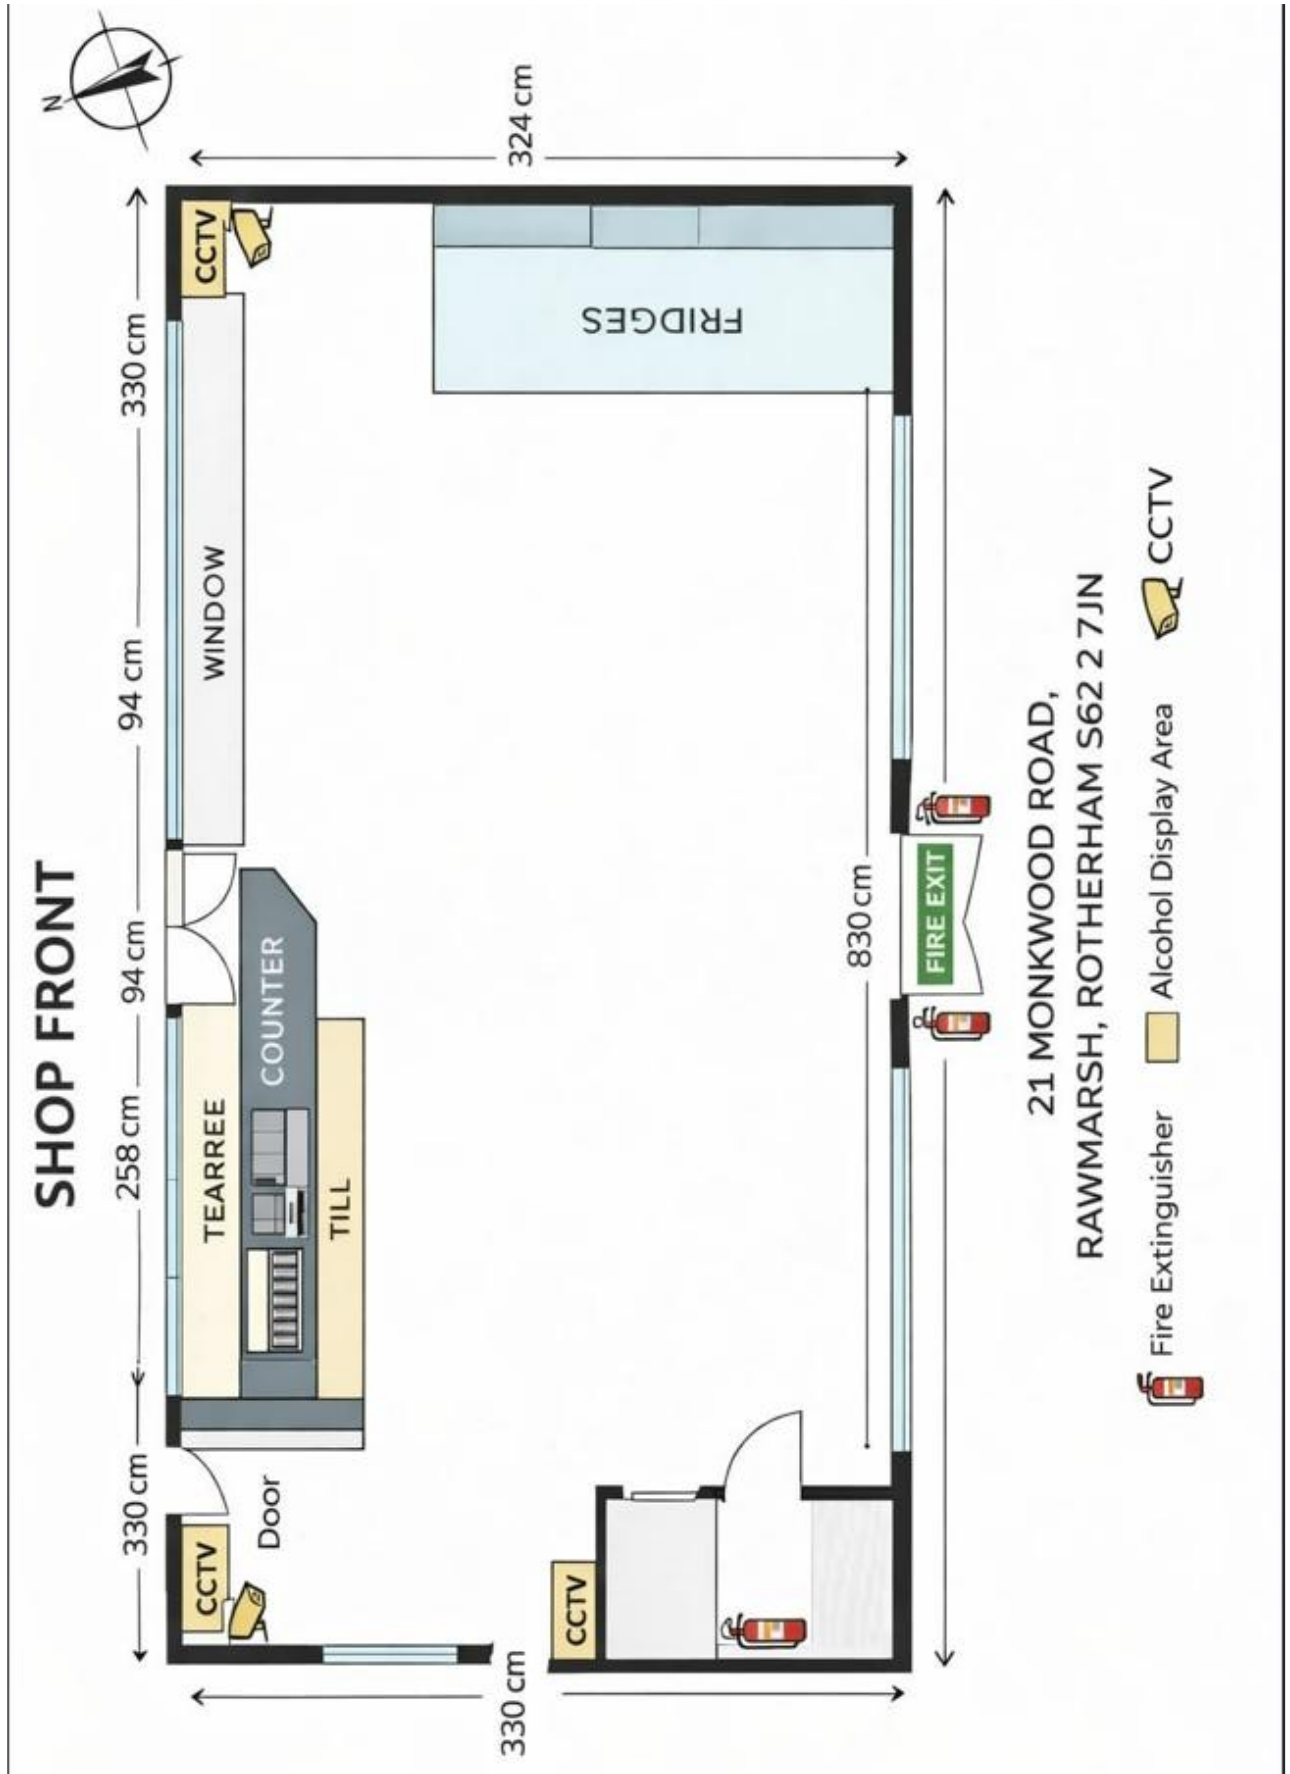 N
SHOP FRONT
330 cm
258 cm
94 cm
94 cm
330 cm
CCTV
Door
TEARREE
COUNTER
TILL
WINDOW
CCTV
324 cm
FRIDGES
330 cm
CCTV
830 cm
FIRE EXIT
21 MONKWOOD ROAD,
RAWMARSH, ROTHERHAM S62 2 7JN
Fire Extinguisher
Alcohol Display Area
CCTV